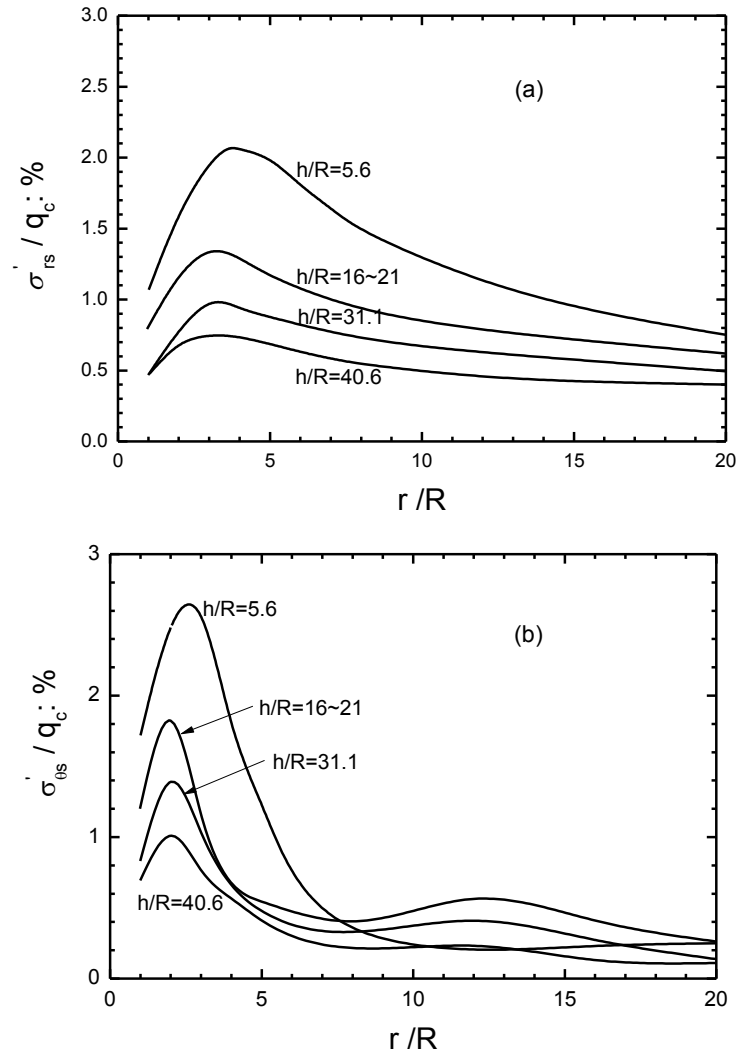 3.0
(a)
2.5
2.0
h/R=5.6
1.5
h/R=16~21
1.0
h/R=31.1
0.5
h/R=40.6
0.0
σ'rs / qc: %
0 5 10 15 20
r /R
3
h/R=5.6
(b)
2
h/R=16~21
h/R=31.1
1
h/R=40.6
0
σ'θs / qc: %
0 5 10 15 20
r /R